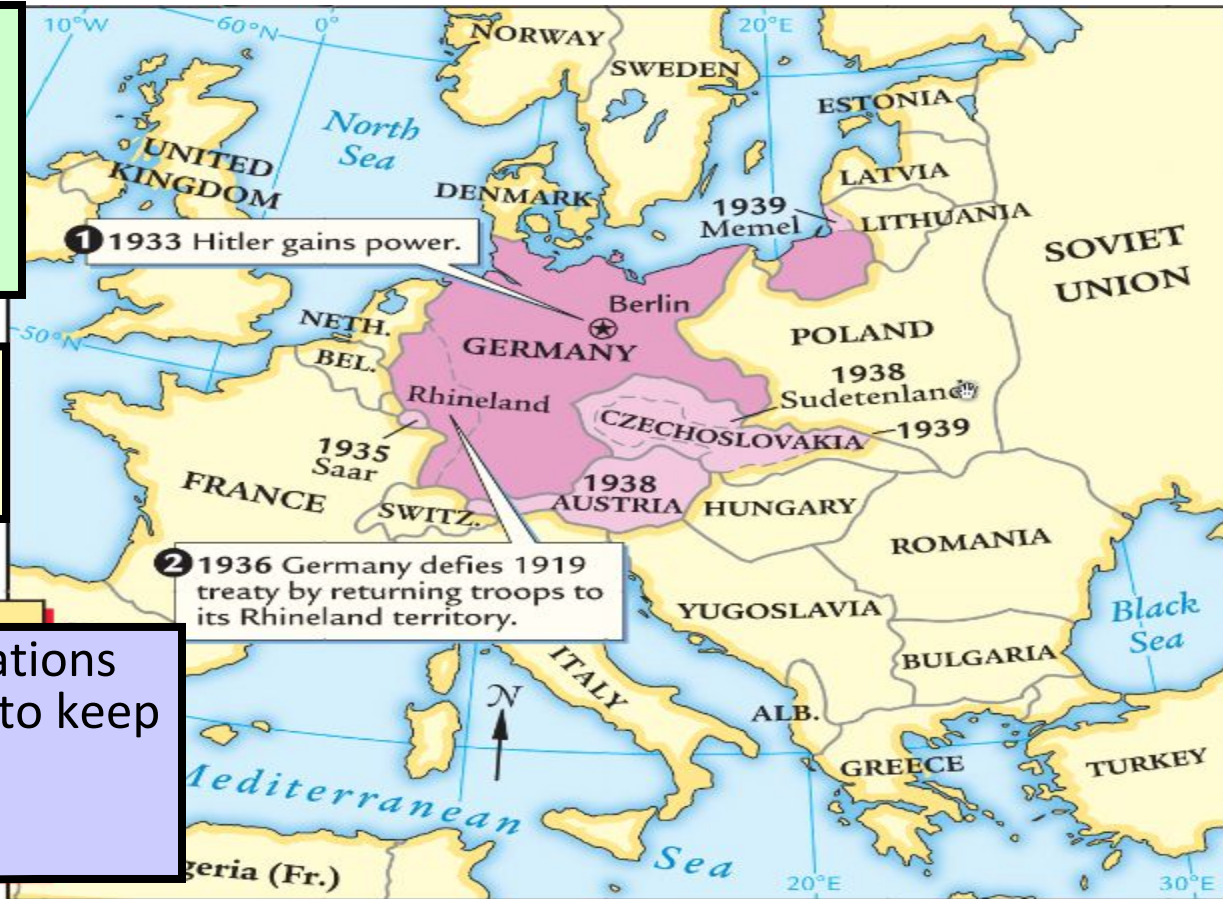 10°W
60°N
0°
20°E
NORWAY
SWEDEN
ESTONIA
North
Sea
UNITED
KINGDOM
DENMARK
LATVIA
1939
Memel
LITHUANIA
SOVIET
UNION
1 1933 Hitler gains power.
Berlin
50°N
NETH.
BEL.
GERMANY
POLAND
Rhineland
1938
Sudetenland
CZECHOSLOVAKIA
1939
1935
Saar
FRANCE
SWITZ.
1938
AUSTRIA
HUNGARY
ROMANIA
2 1936 Germany defies 1919
treaty by returning troops to
its Rhineland territory.
YUGOSLAVIA
Black
Sea
BULGARIA
ations
to keep
ITALY
N
ALB.
GREECE
TURKEY
Mediterranean
Sea
geria (Fr.)
20°E
30°E